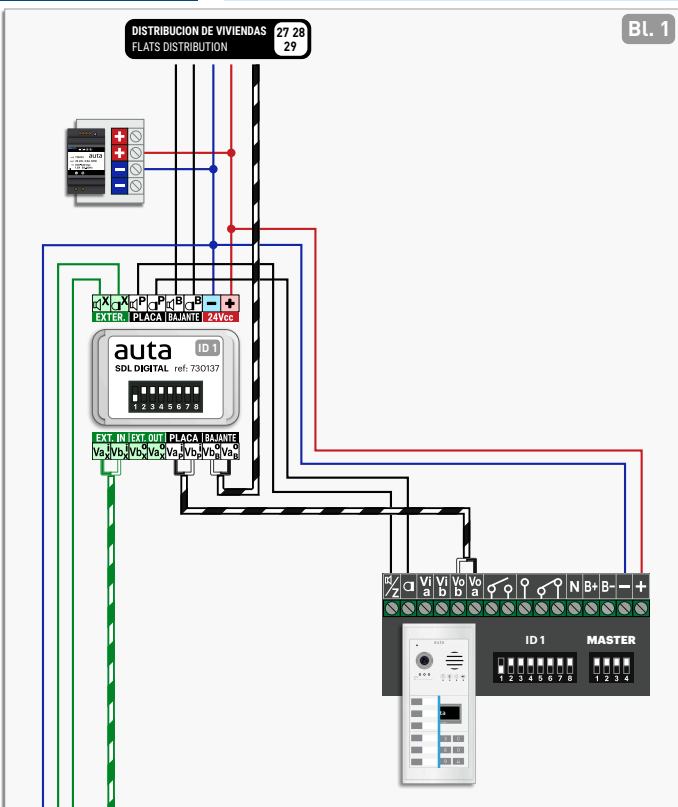 Bl. 1
DISTRIBUCION DE VIVIENDAS
FLATS DISTRIBUTION
27 28
29
auta
+
+
−
−
X X P P B B − +
EXTER. PLACA BAJANTE 24Vcc
auta ID 1
SDL DIGITAL ref: 730137
1 2 3 4 5 6 7 8
EXT. IN EXT. OUT PLACA BAJANTE
Va i X Vb i X Vb o X Va o X Va i P Vb i P Vb o B Va o B
/Z Vi a Vi b Vo b Vo a N B+ B− − +
ID 1 MASTER
1 2 3 4 5 6 7 8 1 2 3 4
auta